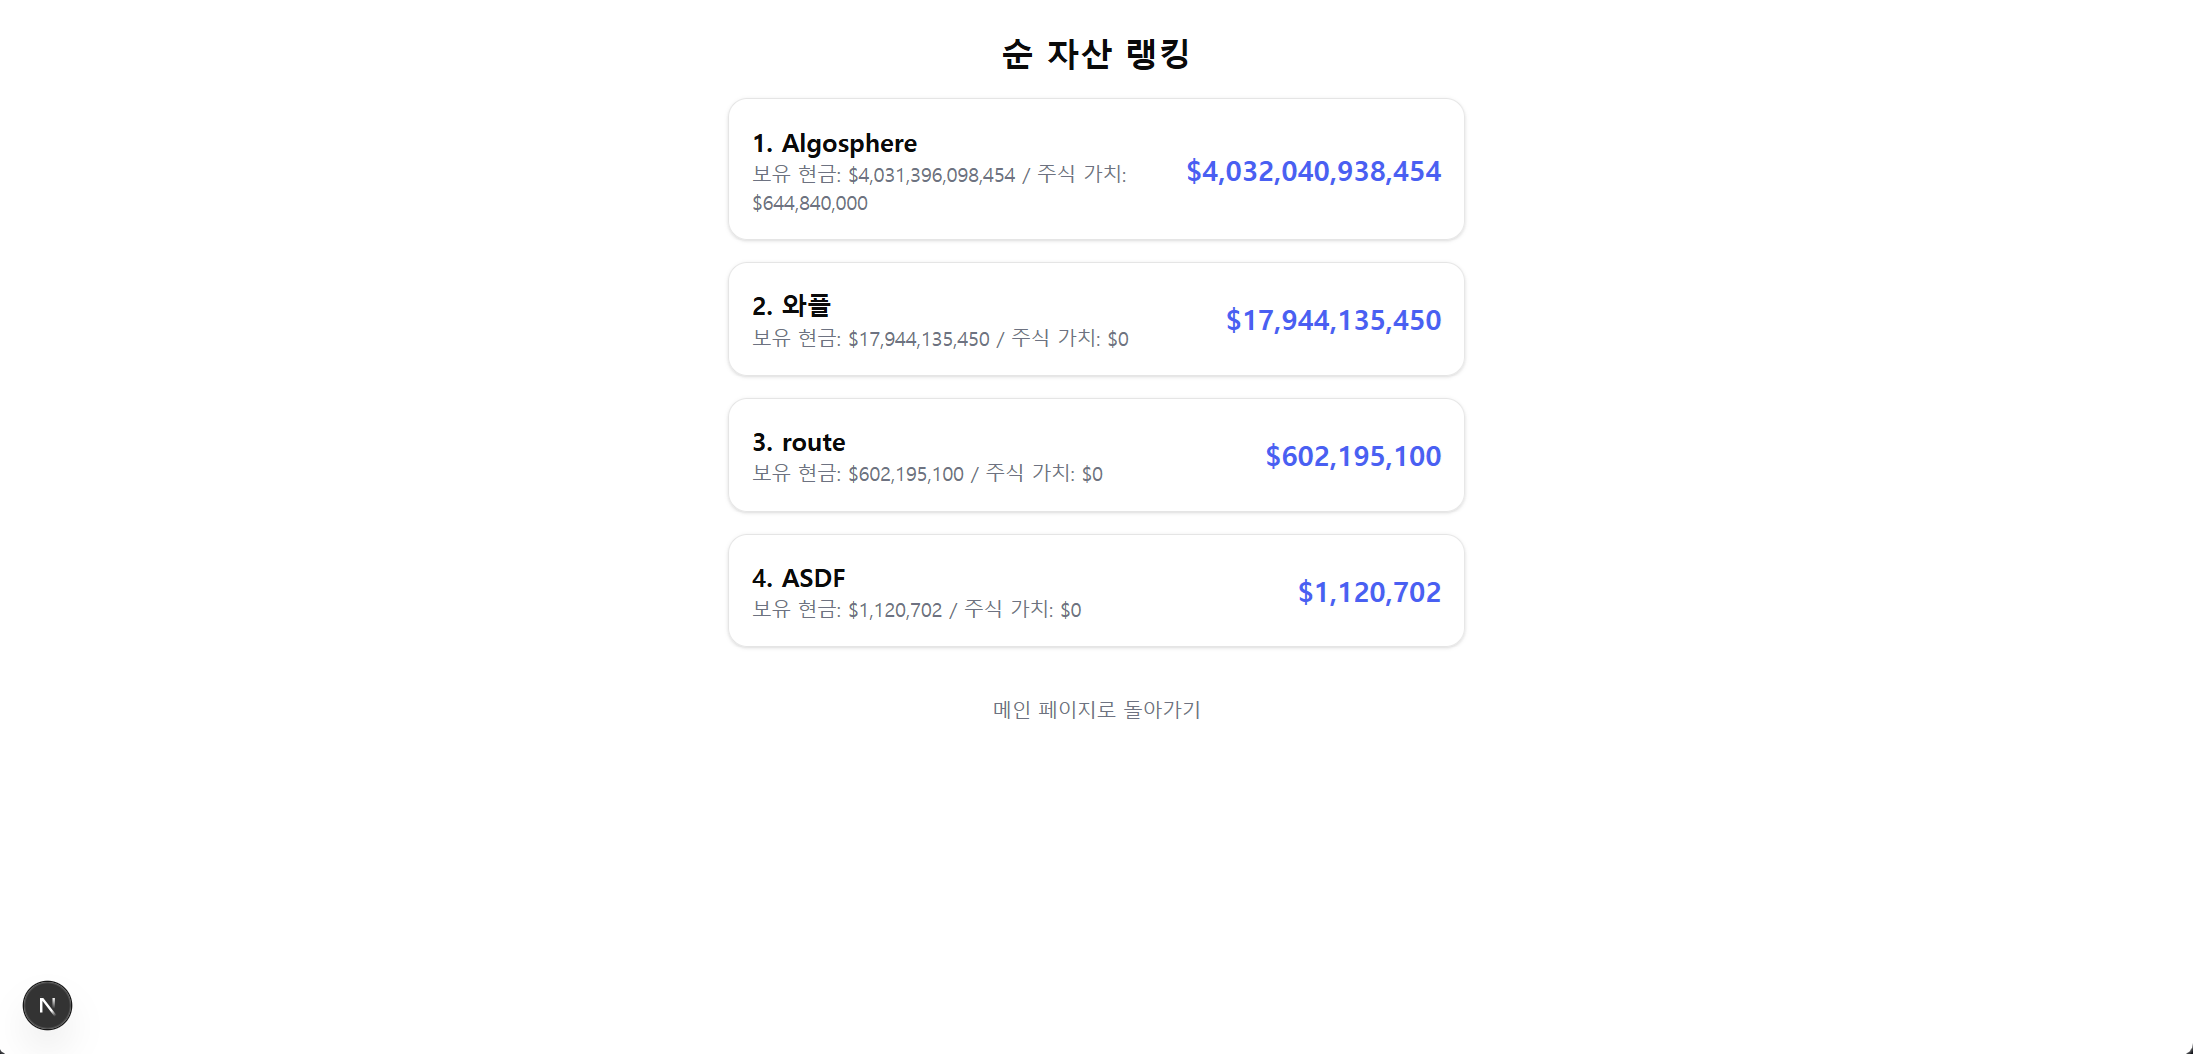 순 자산 랭킹
1. Algosphere
보유 현금: $4,031,396,098,454 / 주식 가치:
$644,840,000
$4,032,040,938,454
2. 와플
보유 현금: $17,944,135,450 / 주식 가치: $0
$17,944,135,450
3. route
보유 현금: $602,195,100 / 주식 가치: $0
$602,195,100
4. ASDF
보유 현금: $1,120,702 / 주식 가치: $0
$1,120,702
메인 페이지로 돌아가기
N